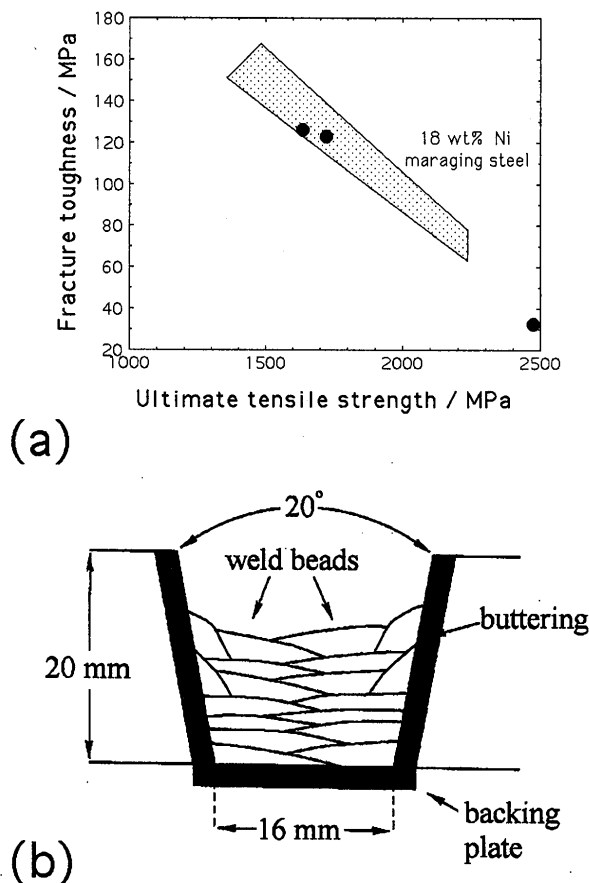 180
160
140
120
100
80
60
40
20
Fracture toughness / MPa
18 wt% Ni
maraging steel
1000
1500
2000
2500
Ultimate tensile strength / MPa
(a)
20°
weld beads
buttering
20 mm
16 mm
backing
plate
(b)